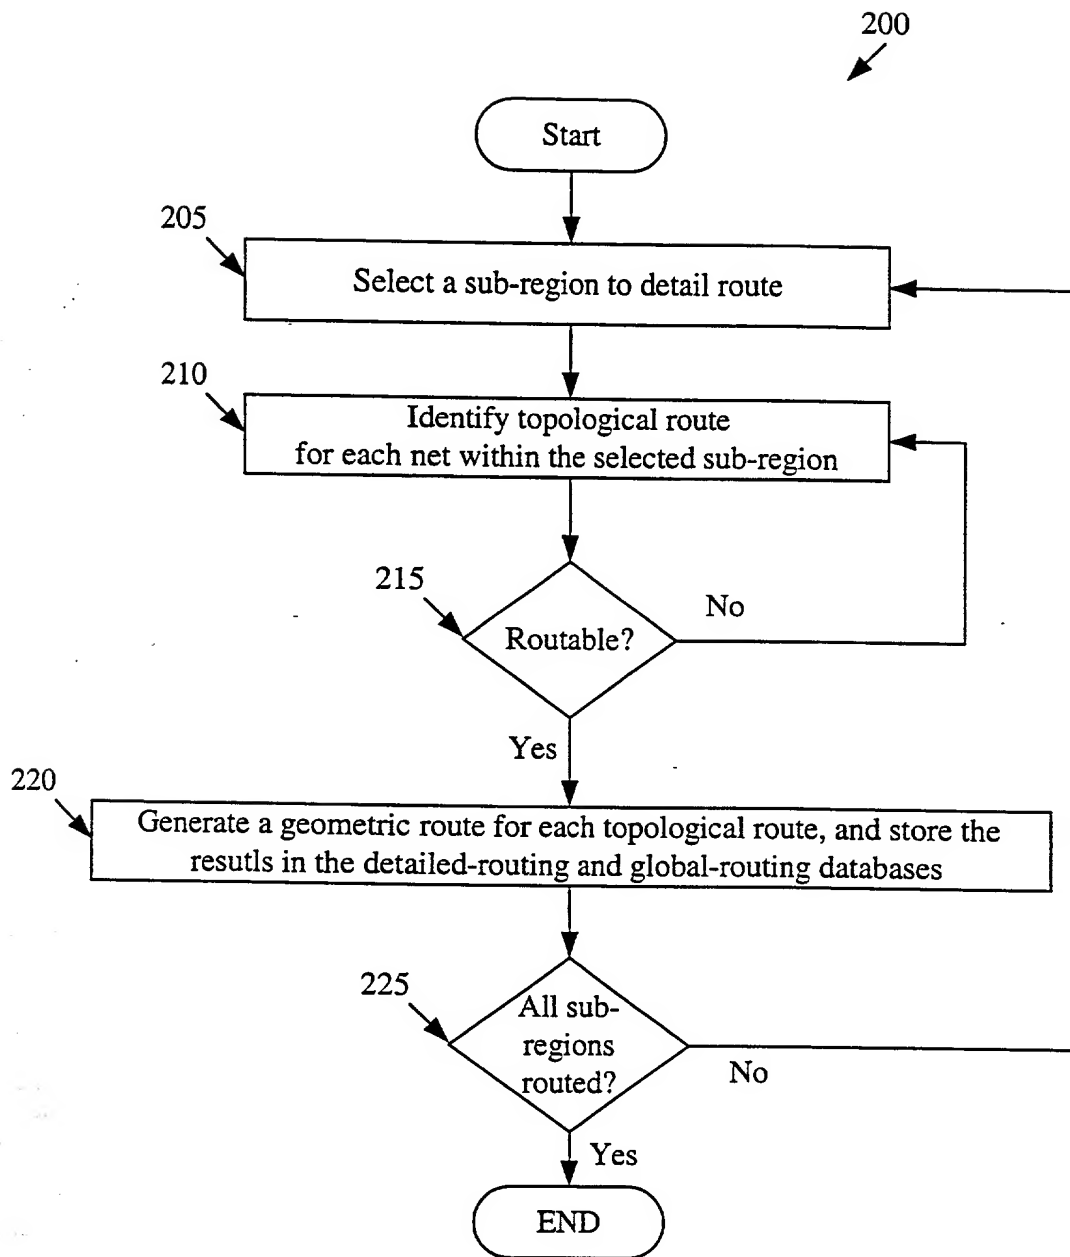 200
Start
205
Select a sub-region to detail route
210
Identify topological route
for each net within the selected sub-region
215
Routable?
No
Yes
220
Generate a geometric route for each topological route, and store the
resutls in the detailed-routing and global-routing databases
225
All sub-
regions
routed?
No
Yes
END